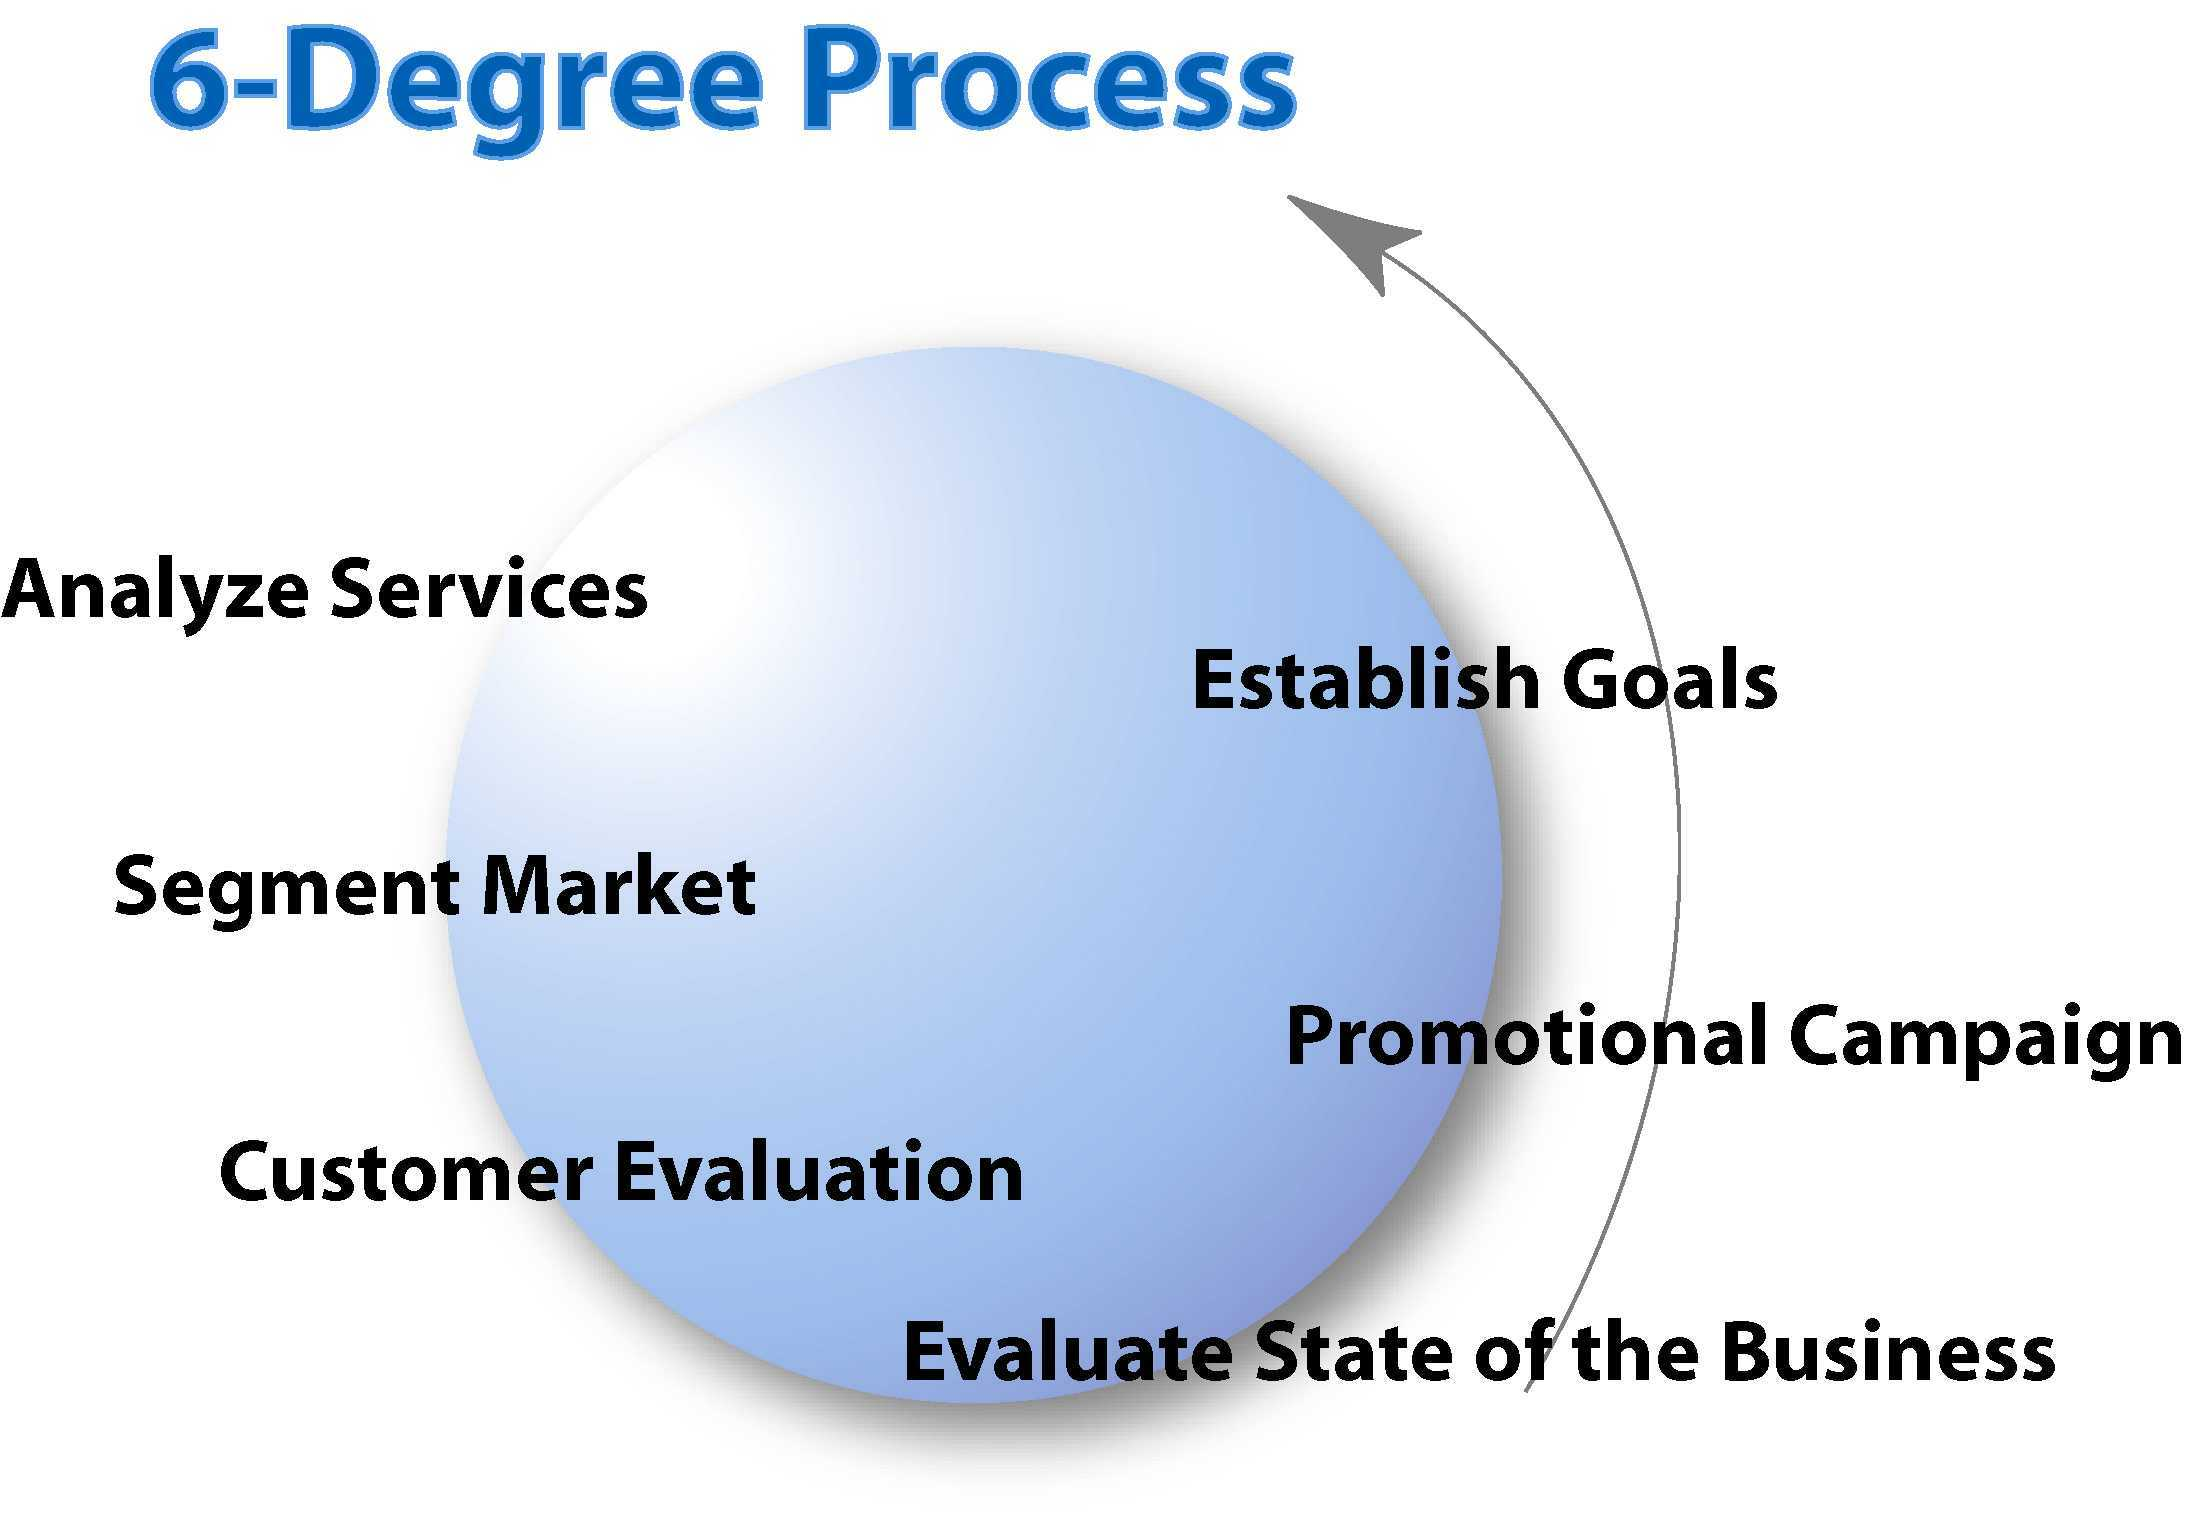 6-Degree Process
Analyze Services
Establish Goals
Segment Market
Promotional Campaign
Customer Evaluation
Evaluate State of the Business